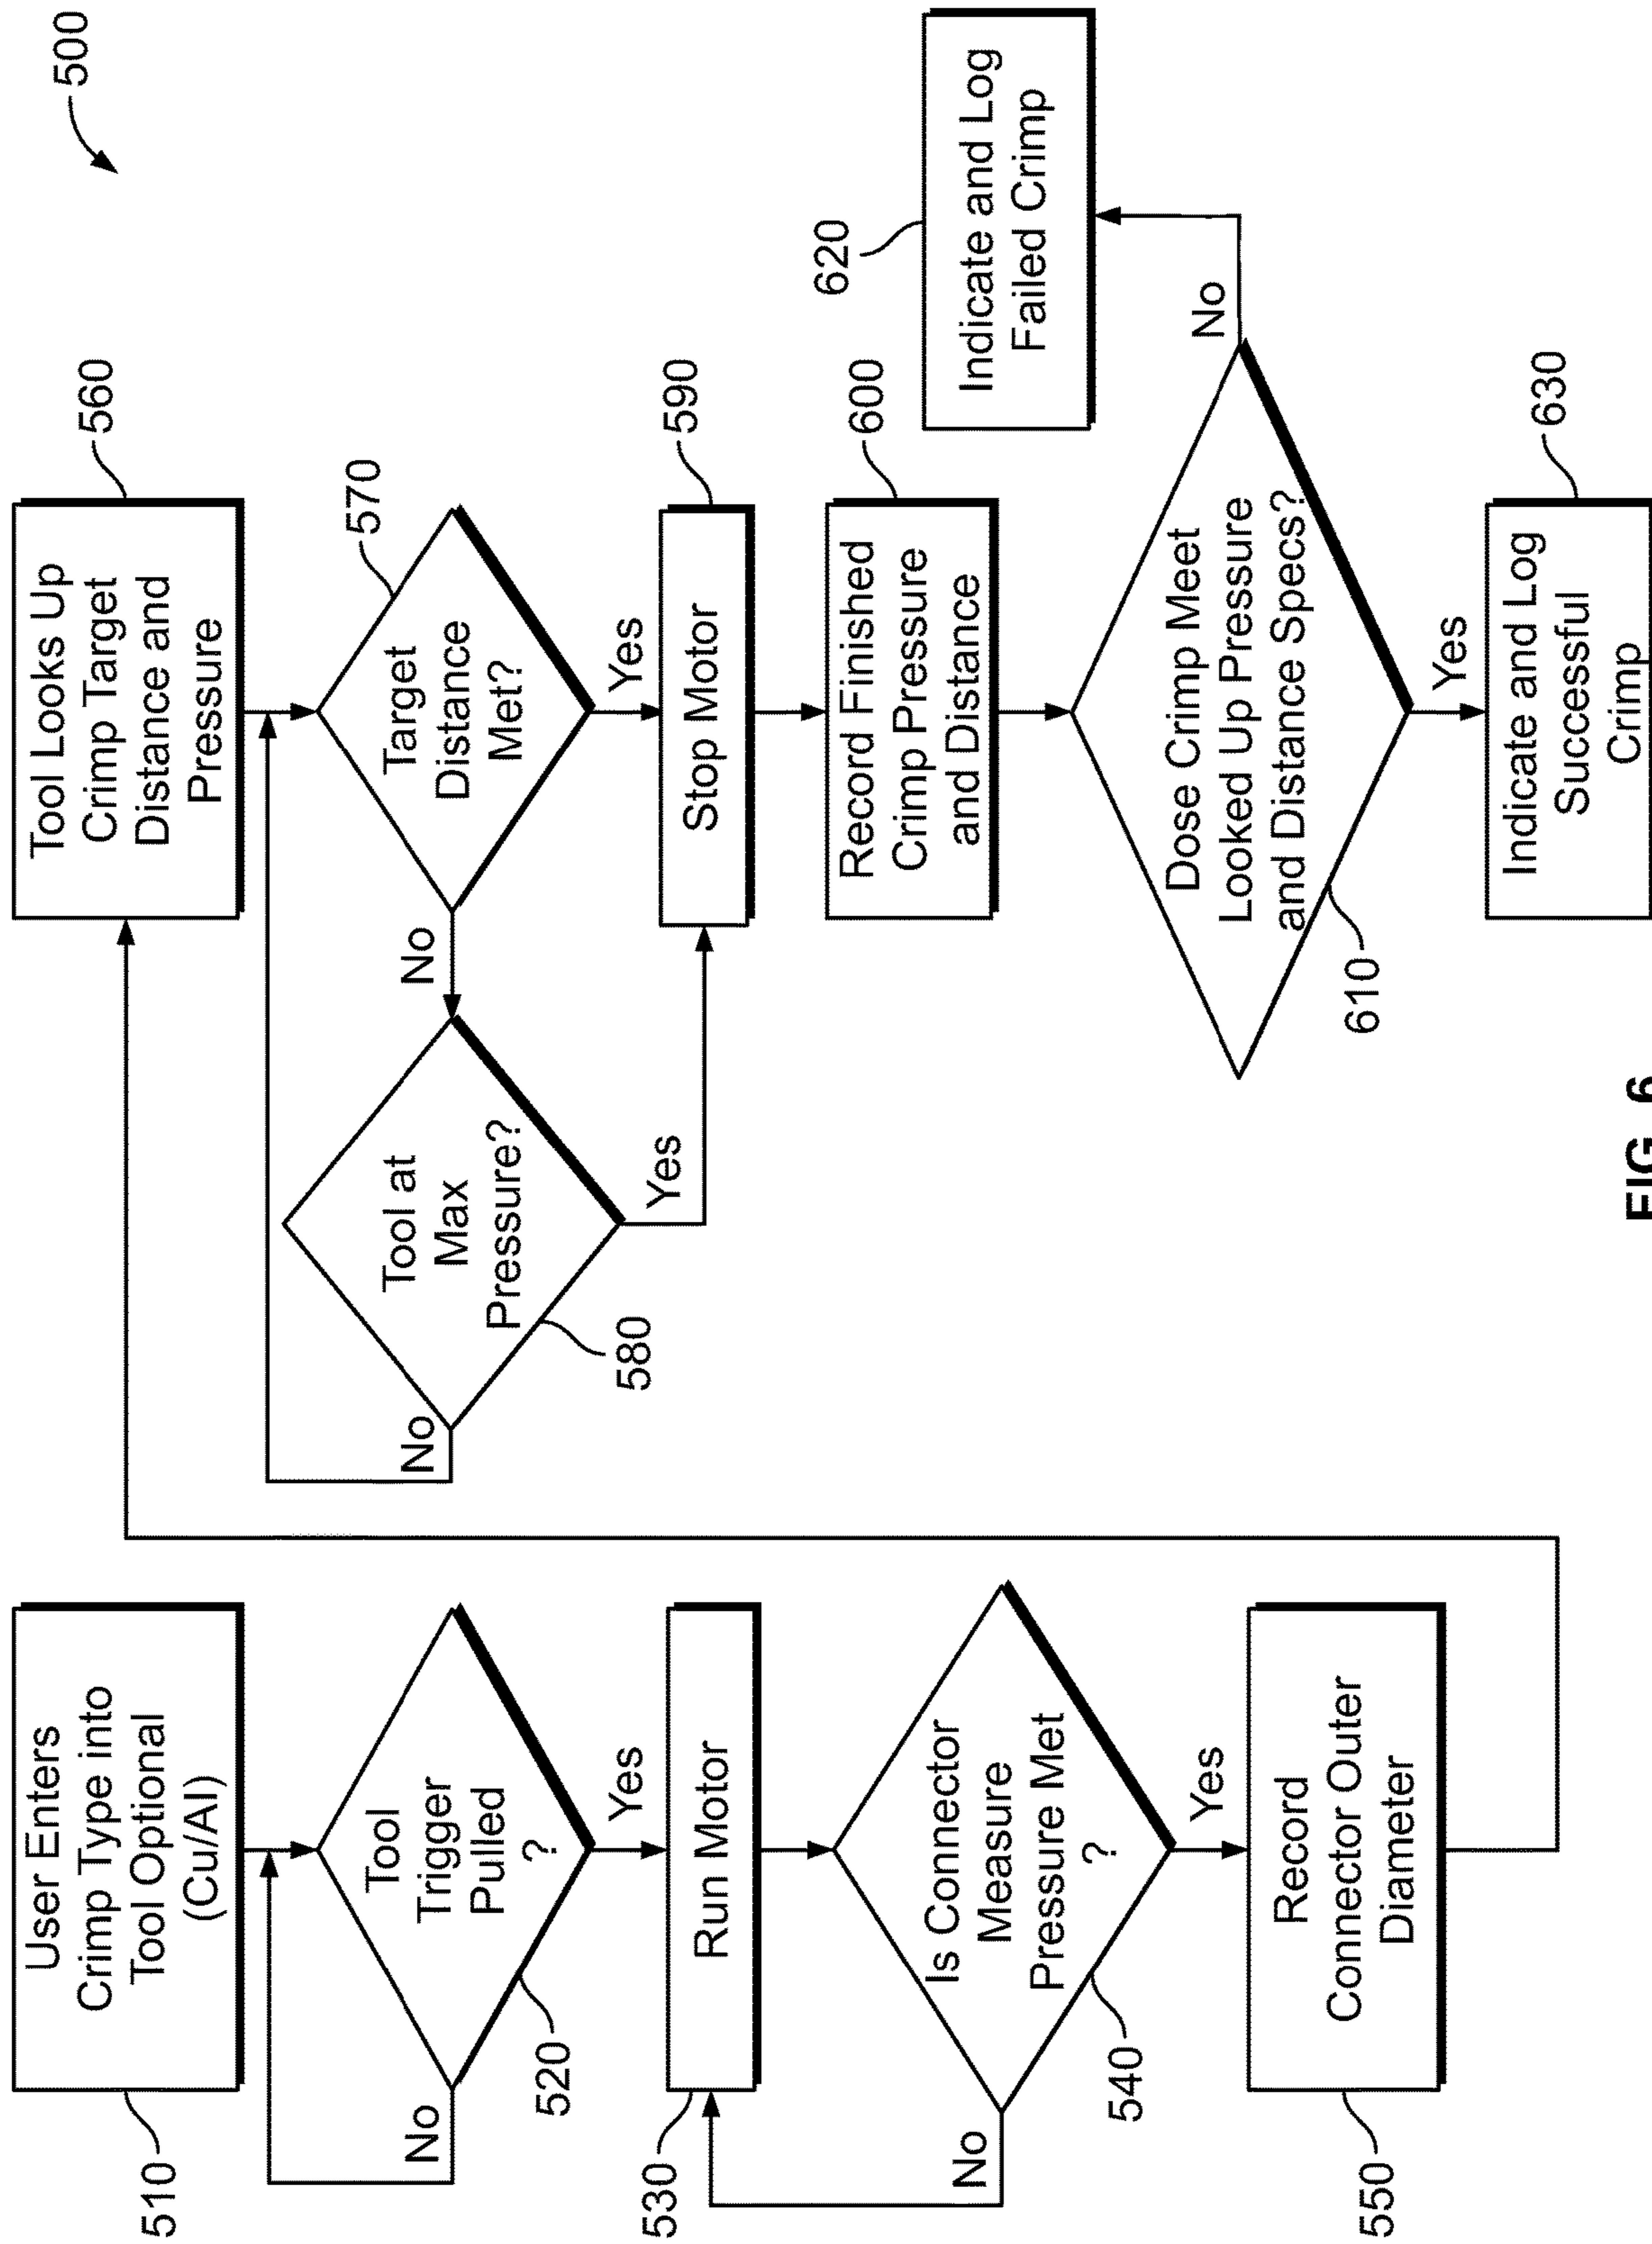 500
510
User Enters
Crimp Type into
Tool Optional
(Cu/Al)
520
Tool
Trigger
Pulled
?
No
Yes
530
Run Motor
540
Is Connector
Measure
Pressure Met
?
No
Yes
550
Record
Connector Outer
Diameter
560
Tool Looks Up
Crimp Target
Distance and
Pressure
570
Target
Distance
Met?
No
Yes
580
Tool at
Max
Pressure?
No
Yes
590
Stop Motor
600
Record Finished
Crimp Pressure
and Distance
610
Dose Crimp Meet
Looked Up Pressure
and Distance Specs?
No
Yes
620
Indicate and Log
Failed Crimp
630
Indicate and Log
Successful
Crimp
FIG. 6